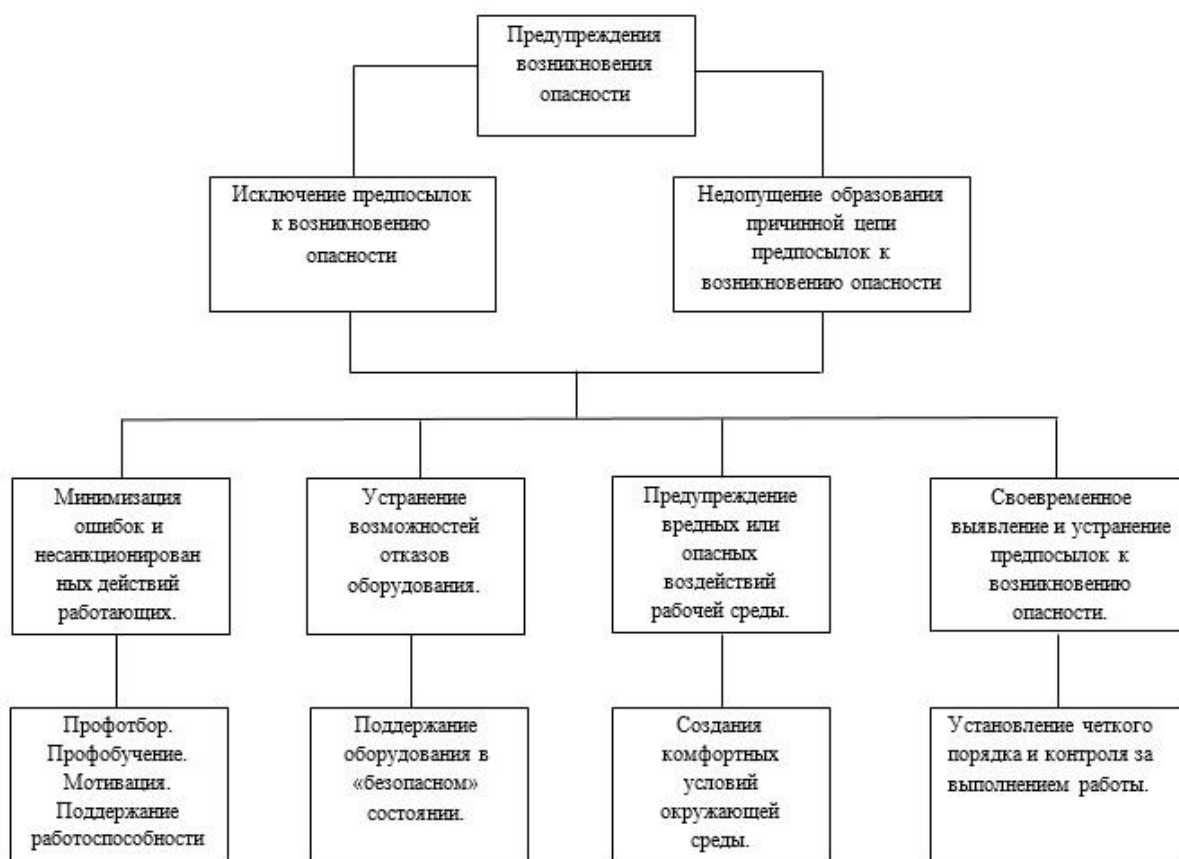 Предупреждения
возникновения
опасности
Исключение предпосылок
к возникновению
опасности
Недопущение образования
причинной цепи
предпосылок к
возникновению опасности
Минимизация
ошибок и
несанкционирован
ных действий
работающих.
Устранение
возможностей
отказов
оборудования.
Предупреждение
вредных или
опасных
воздействий
рабочей среды.
Своевременное
выявление и устранение
предпосылок к
возникновению
опасности.
Профотбор.
Профобучение.
Мотивация.
Поддержание
работоспособности
Поддержание
оборудования в
«безопасном»
состоянии.
Создания
комфортных
условий
окружающей
среды.
Установление четкого
порядка и контроля за
выполнением работы.